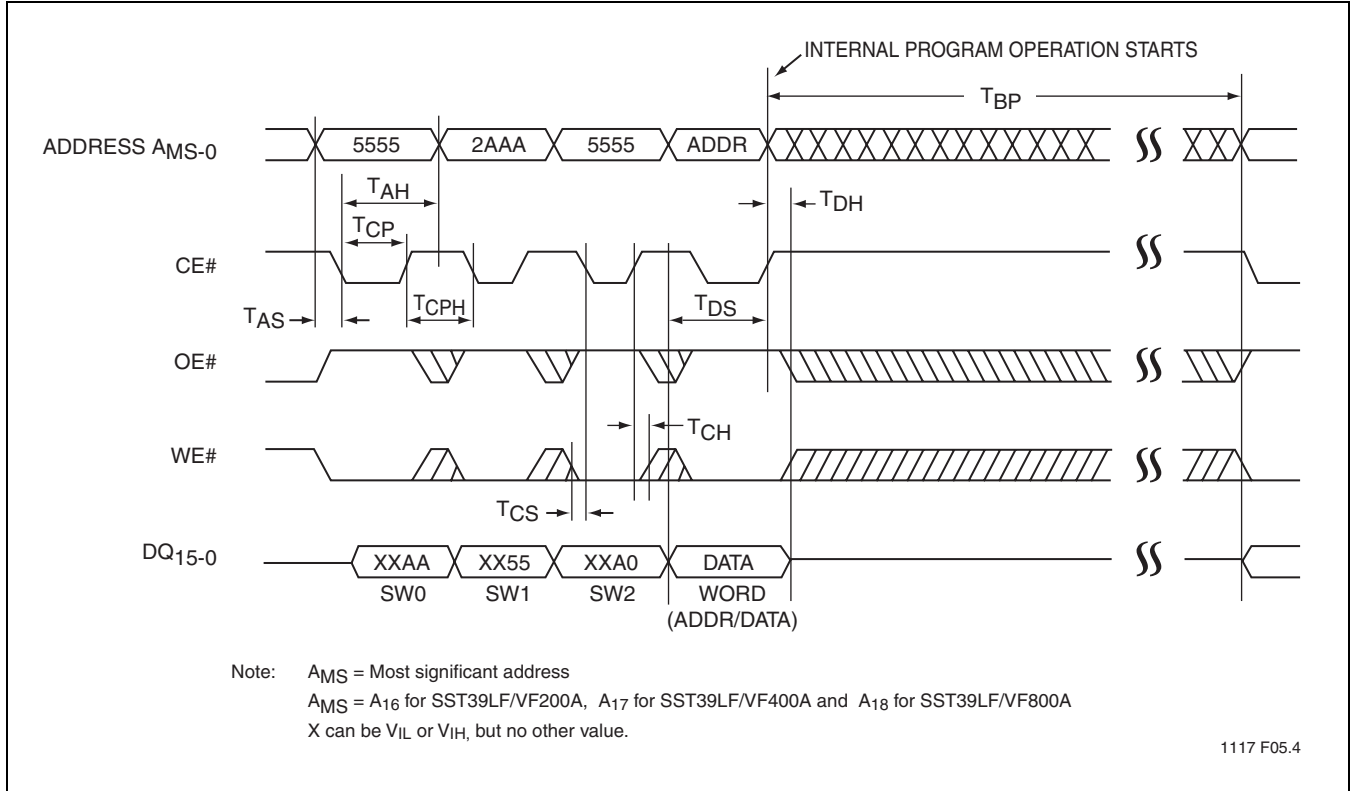 INTERNAL PROGRAM OPERATION STARTS
TBP
ADDRESS AMS-0
5555 2AAA 5555 ADDR
TAH
TDH
TCP
CE#
TCPH
TDS
TAS
OE#
TCH
WE#
TCS
DQ15-0
XXAA XX55 XXA0 DATA
SW0 SW1 SW2 WORD
(ADDR/DATA)
Note: AMS = Most significant address
AMS = A16 for SST39LF/VF200A, A17 for SST39LF/VF400A and A18 for SST39LF/VF800A
X can be VIL or VIH, but no other value.
1117 F05.4